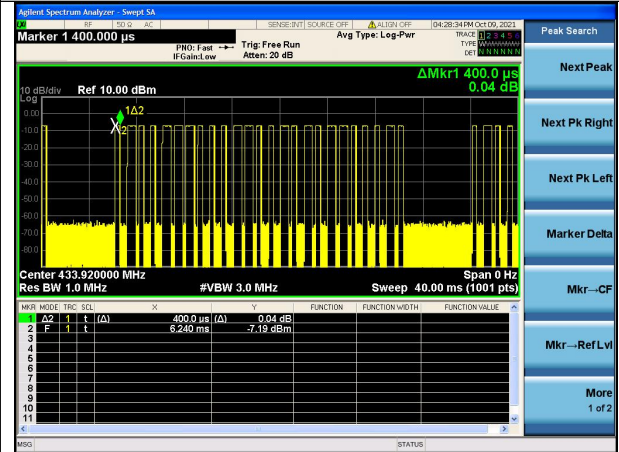 Agilent Spectrum Analyzer - Swept SA
RF 50 Ω AC SENSE:INT SOURCE OFF ALIGN OFF 04:28:34 PM Oct 09, 2021
Marker 1 400.000 µs
Avg Type: Log-Pwr
TRACE 1 2 3 4 5 6
TYPE
DET N N N N N N
PNO: Fast
IFGain:Low
Trig: Free Run
Atten: 20 dB
ΔMkr1 400.0 µs
0.04 dB
10 dB/div Ref 10.00 dBm
Log
0.00
-10.0
-20.0
-30.0
-40.0
-50.0
-60.0
-70.0
-80.0
1Δ2
2
Center 433.920000 MHz Span 0 Hz
Res BW 1.0 MHz #VBW 3.0 MHz Sweep 40.00 ms (1001 pts)
MKR MODE TRC SCL X Y FUNCTION FUNCTION WIDTH FUNCTION VALUE
1 Δ2 1 t (Δ) 400.0 µs (Δ) 0.04 dB
2 F 1 t 6.240 ms -7.19 dBm
3
4
5
6
7
8
9
10
11
MSG STATUS
Peak Search
Next Peak
Next Pk Right
Next Pk Left
Marker Delta
Mkr→CF
Mkr→Ref Lvl
More
1 of 2